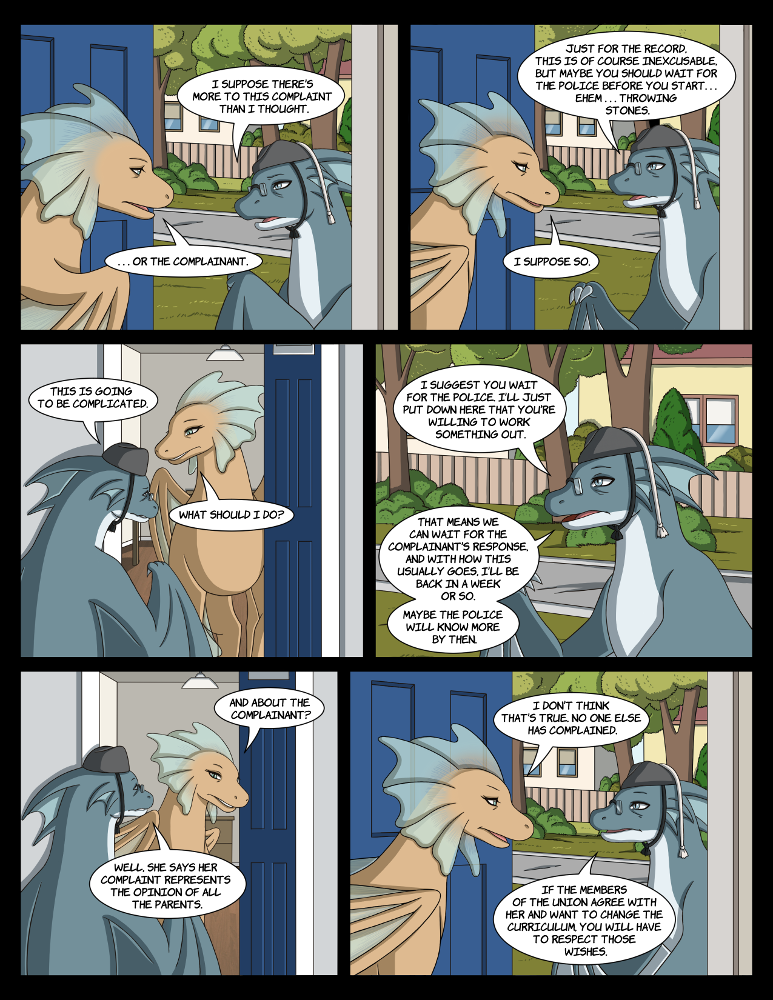 I SUPPOSE THERE'S
MORE TO THIS COMPLAINT
THAN I THOUGHT.
. . . OR THE COMPLAINANT.
JUST FOR THE RECORD,
THIS IS OF COURSE INEXCUSABLE,
BUT MAYBE YOU SHOULD WAIT FOR
THE POLICE BEFORE YOU START. . .
EHEM . . . THROWING
STONES.
I SUPPOSE SO.
THIS IS GOING
TO BE COMPLICATED.
WHAT SHOULD I DO?
I SUGGEST YOU WAIT
FOR THE POLICE. I'LL JUST
PUT DOWN HERE THAT YOU'RE
WILLING TO WORK
SOMETHING OUT.
THAT MEANS WE
CAN WAIT FOR THE
COMPLAINANT'S RESPONSE,
AND WITH HOW THIS
USUALLY GOES, I'LL BE
BACK IN A WEEK
OR SO.
MAYBE THE POLICE
WILL KNOW MORE
BY THEN.
AND ABOUT THE
COMPLAINANT?
WELL, SHE SAYS HER
COMPLAINT REPRESENTS
THE OPINION OF ALL
THE PARENTS.
I DON'T THINK
THAT'S TRUE. NO ONE ELSE
HAS COMPLAINED.
IF THE MEMBERS
OF THE UNION AGREE WITH
HER AND WANT TO CHANGE THE
CURRICULUM, YOU WILL HAVE
TO RESPECT THOSE
WISHES.